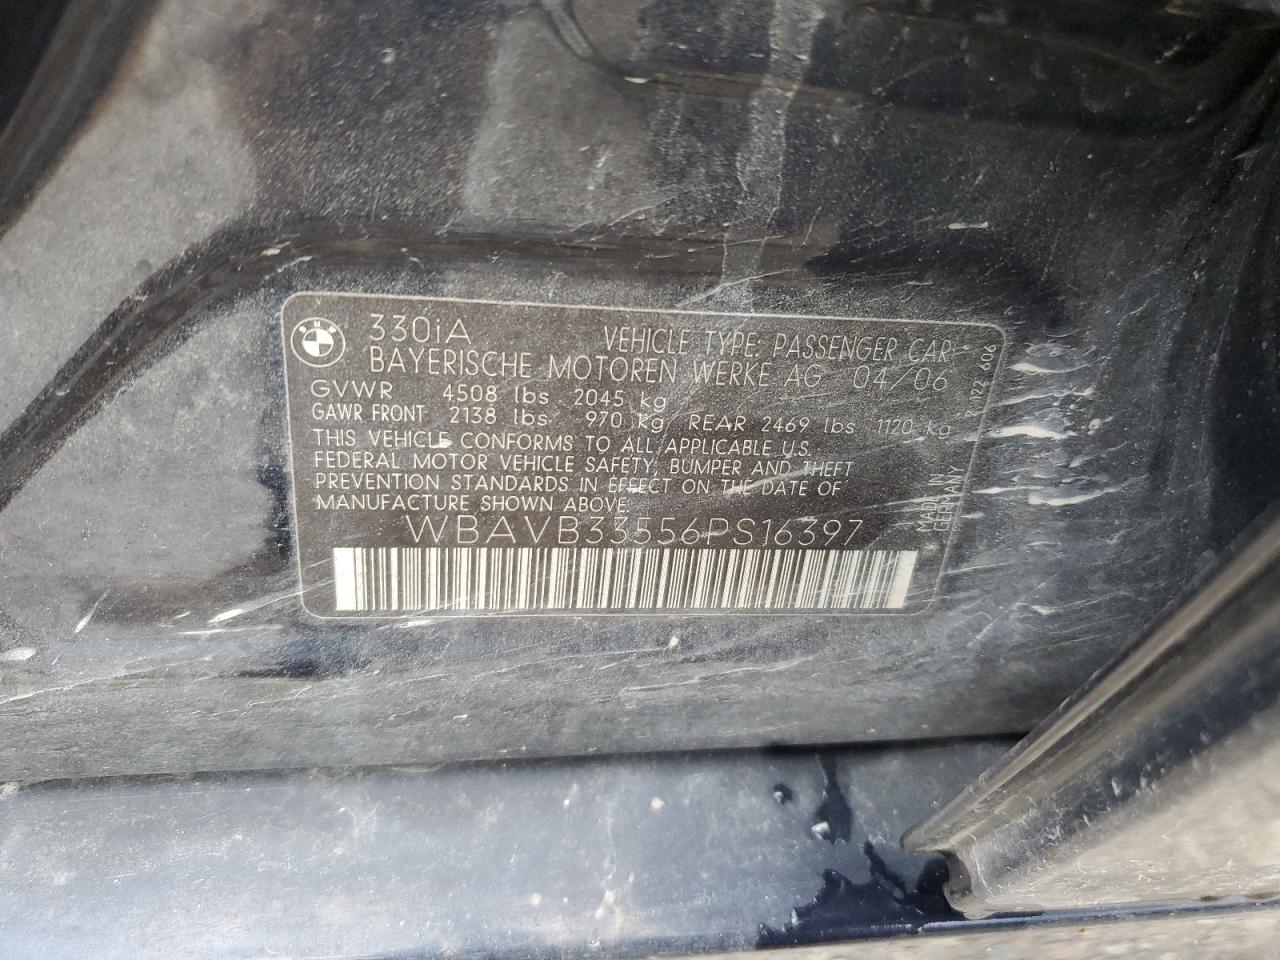 330iA VEHICLE TYPE: PASSENGER CAR
BAYERISCHE MOTOREN WERKE AG 04/06
GVWR 4508 lbs 2045 kg
GAWR FRONT 2138 lbs 970 kg REAR 2469 lbs 1120 kg
THIS VEHICLE CONFORMS TO ALL APPLICABLE U.S.
FEDERAL MOTOR VEHICLE SAFETY, BUMPER AND THEFT
PREVENTION STANDARDS IN EFFECT ON THE DATE OF
MANUFACTURE SHOWN ABOVE:
WBAVB33556PS16397
MADE IN
GERMANY
606